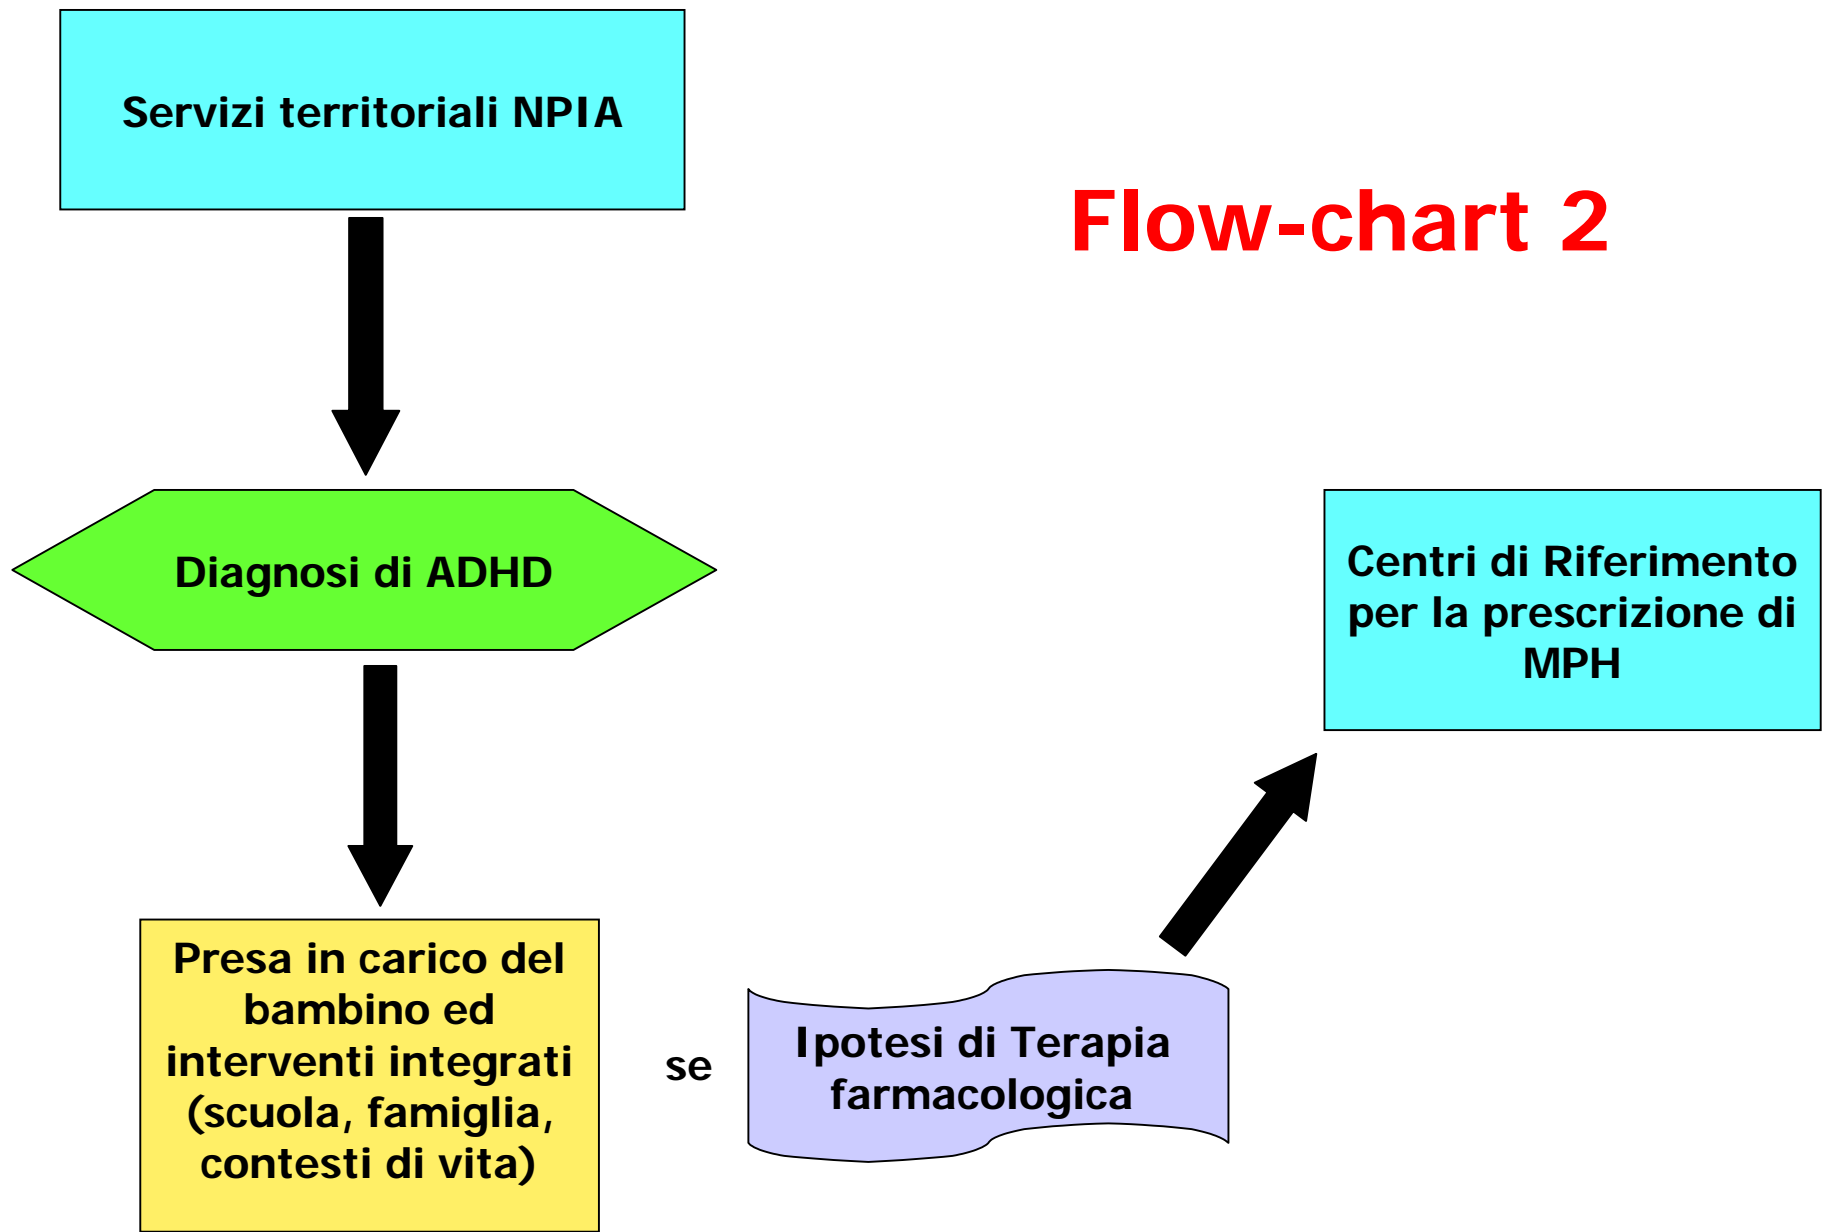 Servizi territoriali NPIA
Flow-chart 2
Diagnosi di ADHD
Centri di Riferimento
per la prescrizione di
MPH
Presa in carico del
bambino ed
interventi integrati
(scuola, famiglia,
contesti di vita)
se
Ipotesi di Terapia
farmacologica